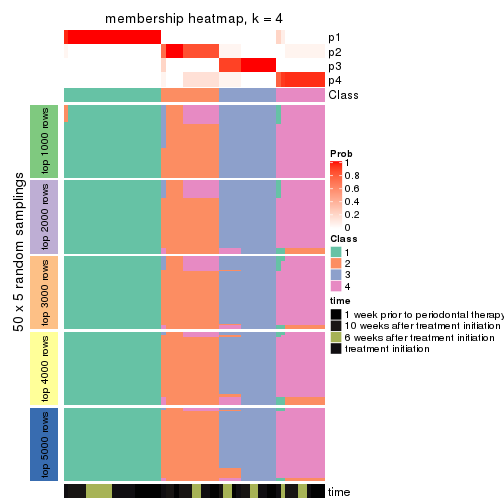 membership heatmap, k = 4
p1
p2
p3
p4
Class
50 x 5 random samplings
top 1000 rows
top 2000 rows
top 3000 rows
top 4000 rows
top 5000 rows
Prob
1
0.8
0.6
0.4
0.2
0
Class
1
2
3
4
time
1 week prior to periodontal therapy
10 weeks after treatment initiation
6 weeks after treatment initiation
treatment initiation
time